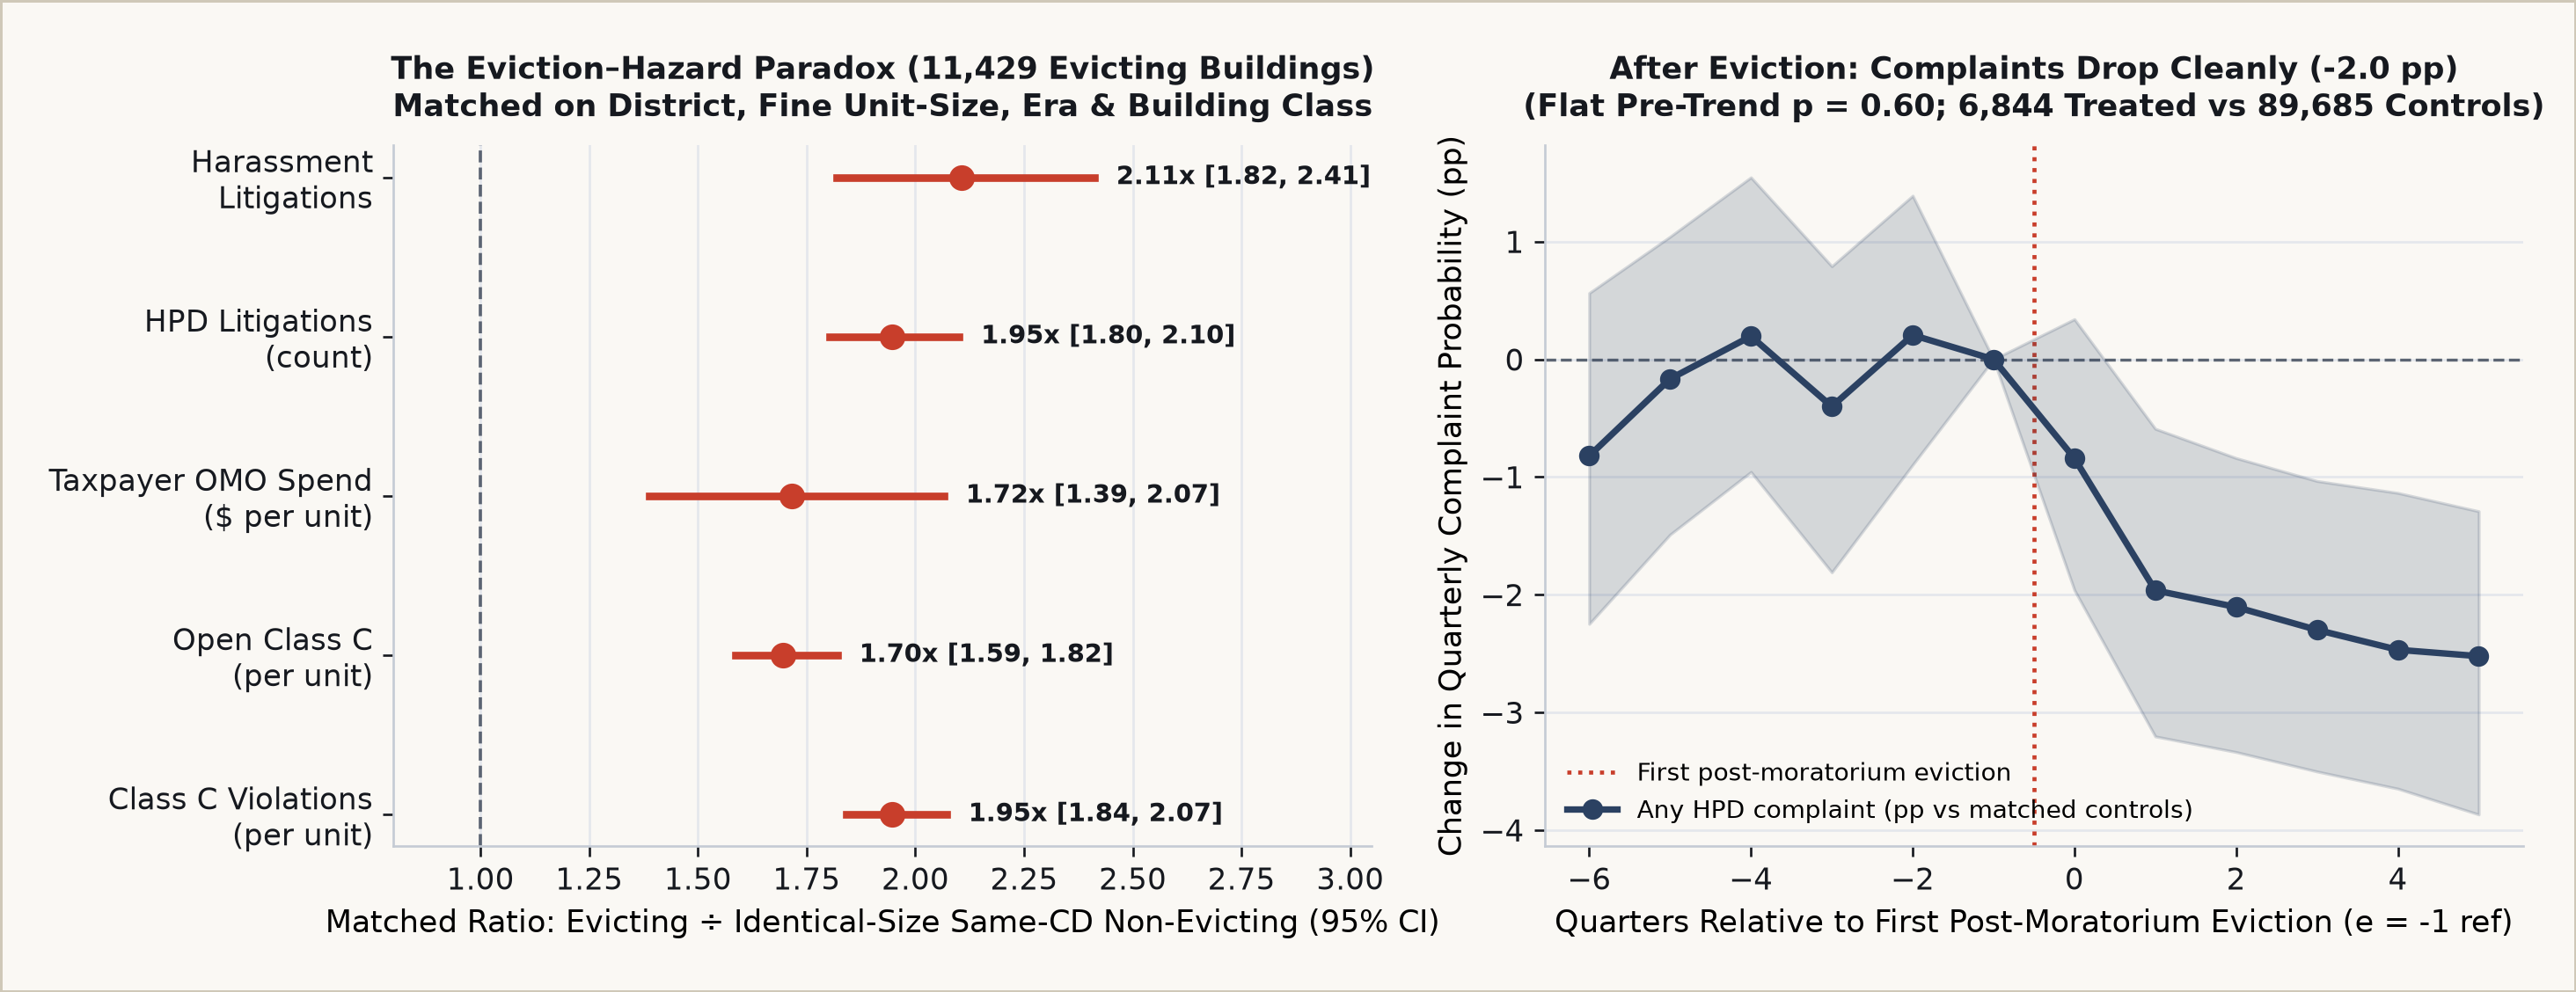 The Eviction–Hazard Paradox (11,429 Evicting Buildings)
Matched on District, Fine Unit-Size, Era & Building Class
Harassment
Litigations
2.11x [1.82, 2.41]
HPD Litigations
(count)
1.95x [1.80, 2.10]
Taxpayer OMO Spend
($ per unit)
1.72x [1.39, 2.07]
Open Class C
(per unit)
1.70x [1.59, 1.82]
Class C Violations
(per unit)
1.95x [1.84, 2.07]
1.00 1.25 1.50 1.75 2.00 2.25 2.50 2.75 3.00
Matched Ratio: Evicting ÷ Identical-Size Same-CD Non-Evicting (95% CI)
After Eviction: Complaints Drop Cleanly (-2.0 pp)
(Flat Pre-Trend p = 0.60; 6,844 Treated vs 89,685 Controls)
Change in Quarterly Complaint Probability (pp)
1
0
−1
−2
−3
−4
First post-moratorium eviction
Any HPD complaint (pp vs matched controls)
−6 −4 −2 0 2 4
Quarters Relative to First Post-Moratorium Eviction (e = -1 ref)